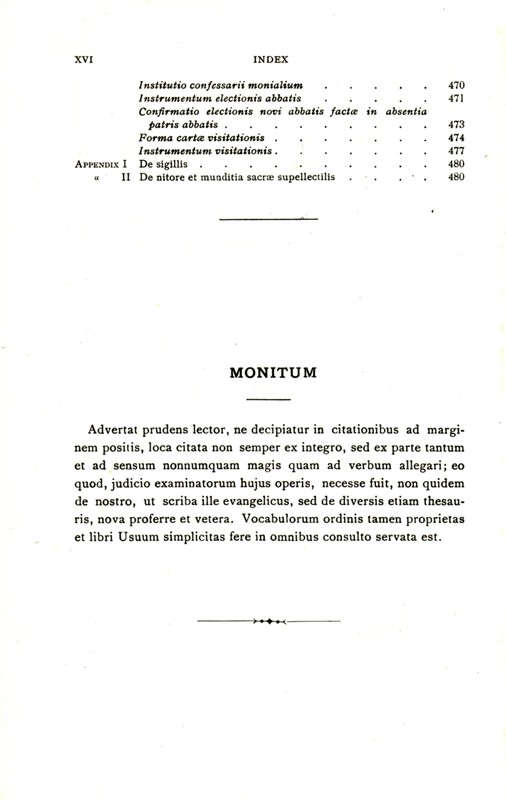 XVI INDEX
Institutio confessarii monialium . . . . . 470
Instrumentum electionis abbatis . . . . . 471
Confirmatio electionis novi abbatis factæ in absentia
patris abbatis . . . . . . . . . 473
Forma cartæ visitationis . . . . . . . 474
Instrumentum visitationis . . . . . . . 477
APPENDIX I De sigillis . . . . . . . . . . 480
« II De nitore et munditia sacræ supellectilis . . . . 480
MONITUM
Advertat prudens lector, ne decipiatur in citationibus ad margi-
nem positis, loca citata non semper ex integro, sed ex parte tantum
et ad sensum nonnumquam magis quam ad verbum allegari; eo
quod, judicio examinatorum hujus operis, necesse fuit, non quidem
de nostro, ut scriba ille evangelicus, sed de diversis etiam thesau-
ris, nova proferre et vetera. Vocabulorum ordinis tamen proprietas
et libri Usuum simplicitas fere in omnibus consulto servata est.